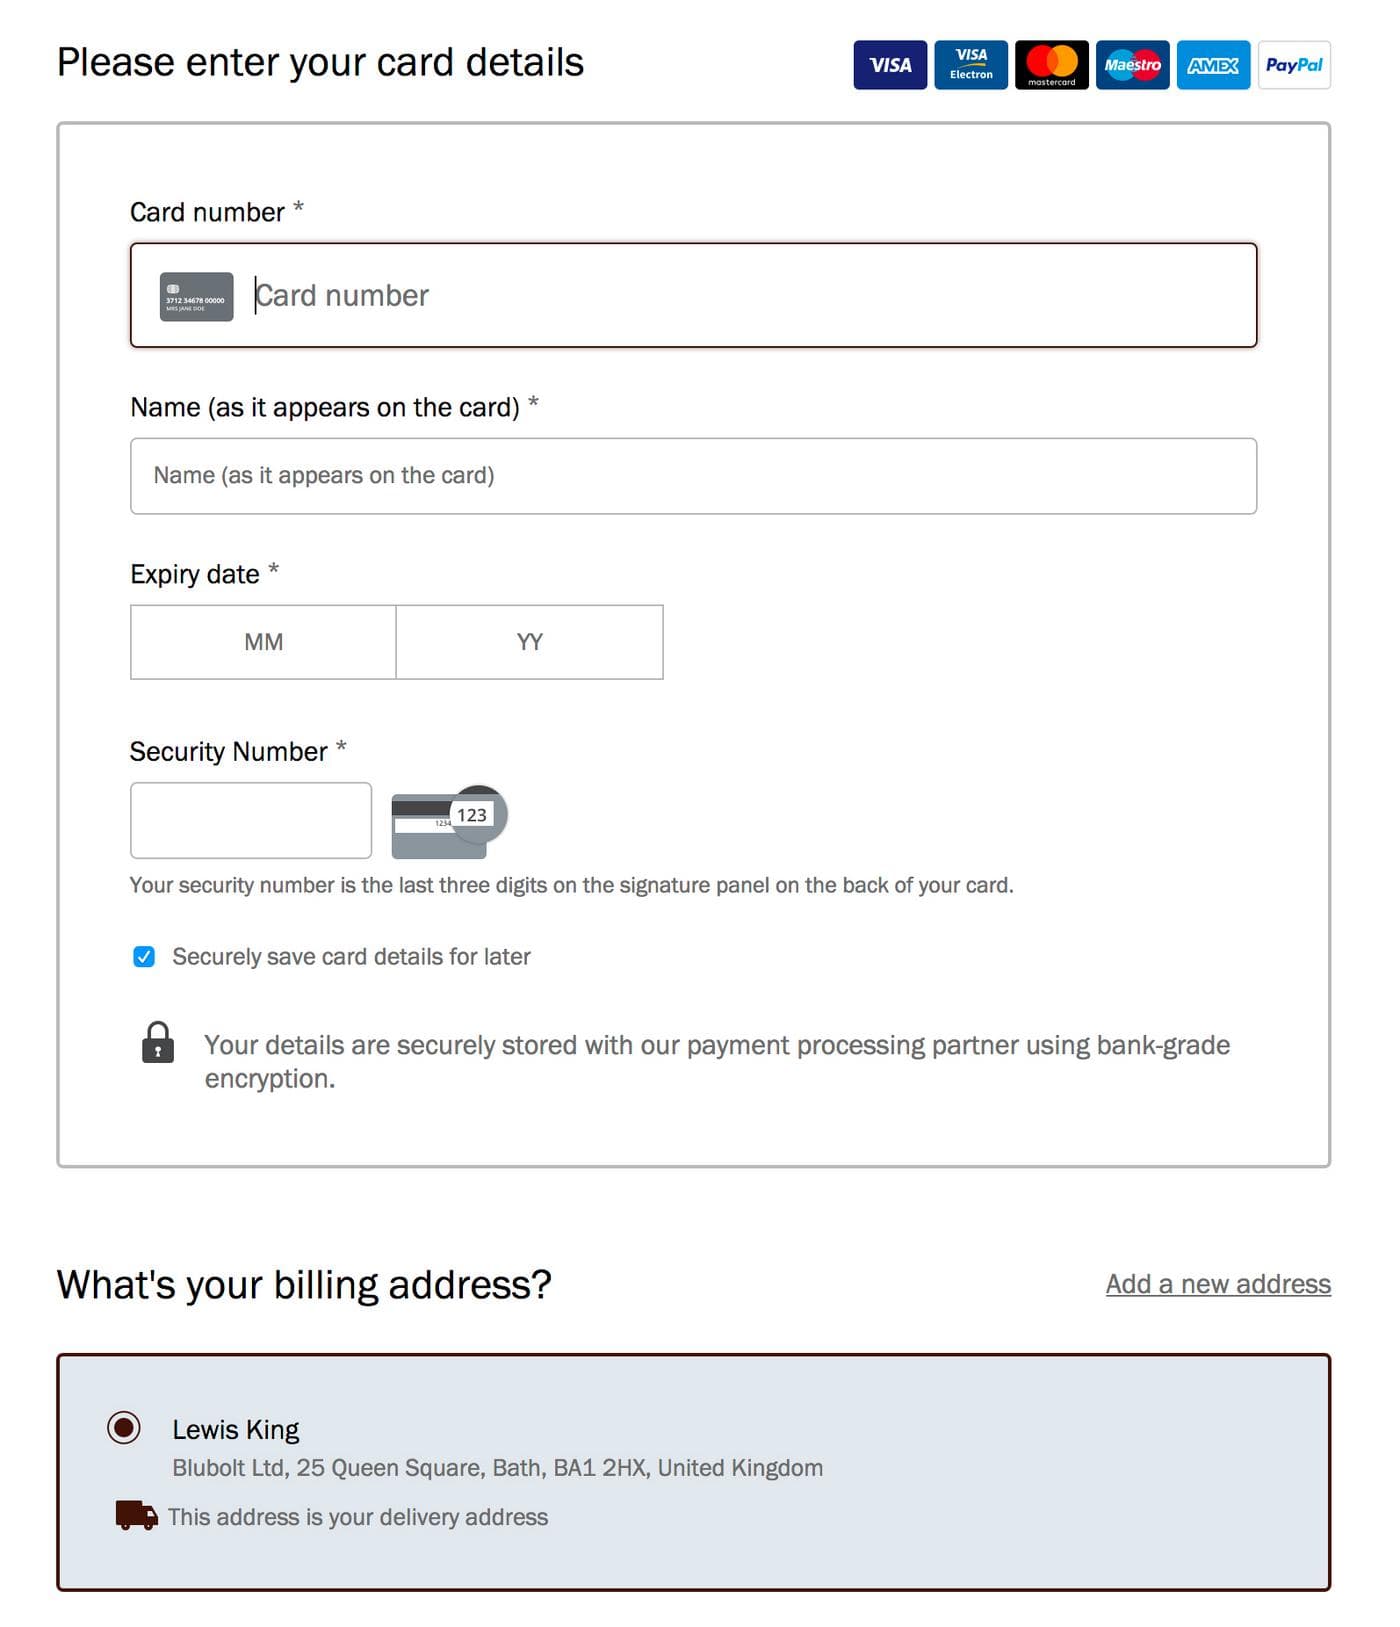 Please enter your card details
VISA
VISA
Electron
mastercard
Maestro
AMEX
PayPal
Card number *
3712 34678 00000
MRS JANE DOE
Card number
Name (as it appears on the card) *
Name (as it appears on the card)
Expiry date *
MM
YY
Security Number *
1234
123
Your security number is the last three digits on the signature panel on the back of your card.
Securely save card details for later
Your details are securely stored with our payment processing partner using bank-grade
encryption.
What's your billing address?
Add a new address
Lewis King
Blubolt Ltd, 25 Queen Square, Bath, BA1 2HX, United Kingdom
This address is your delivery address